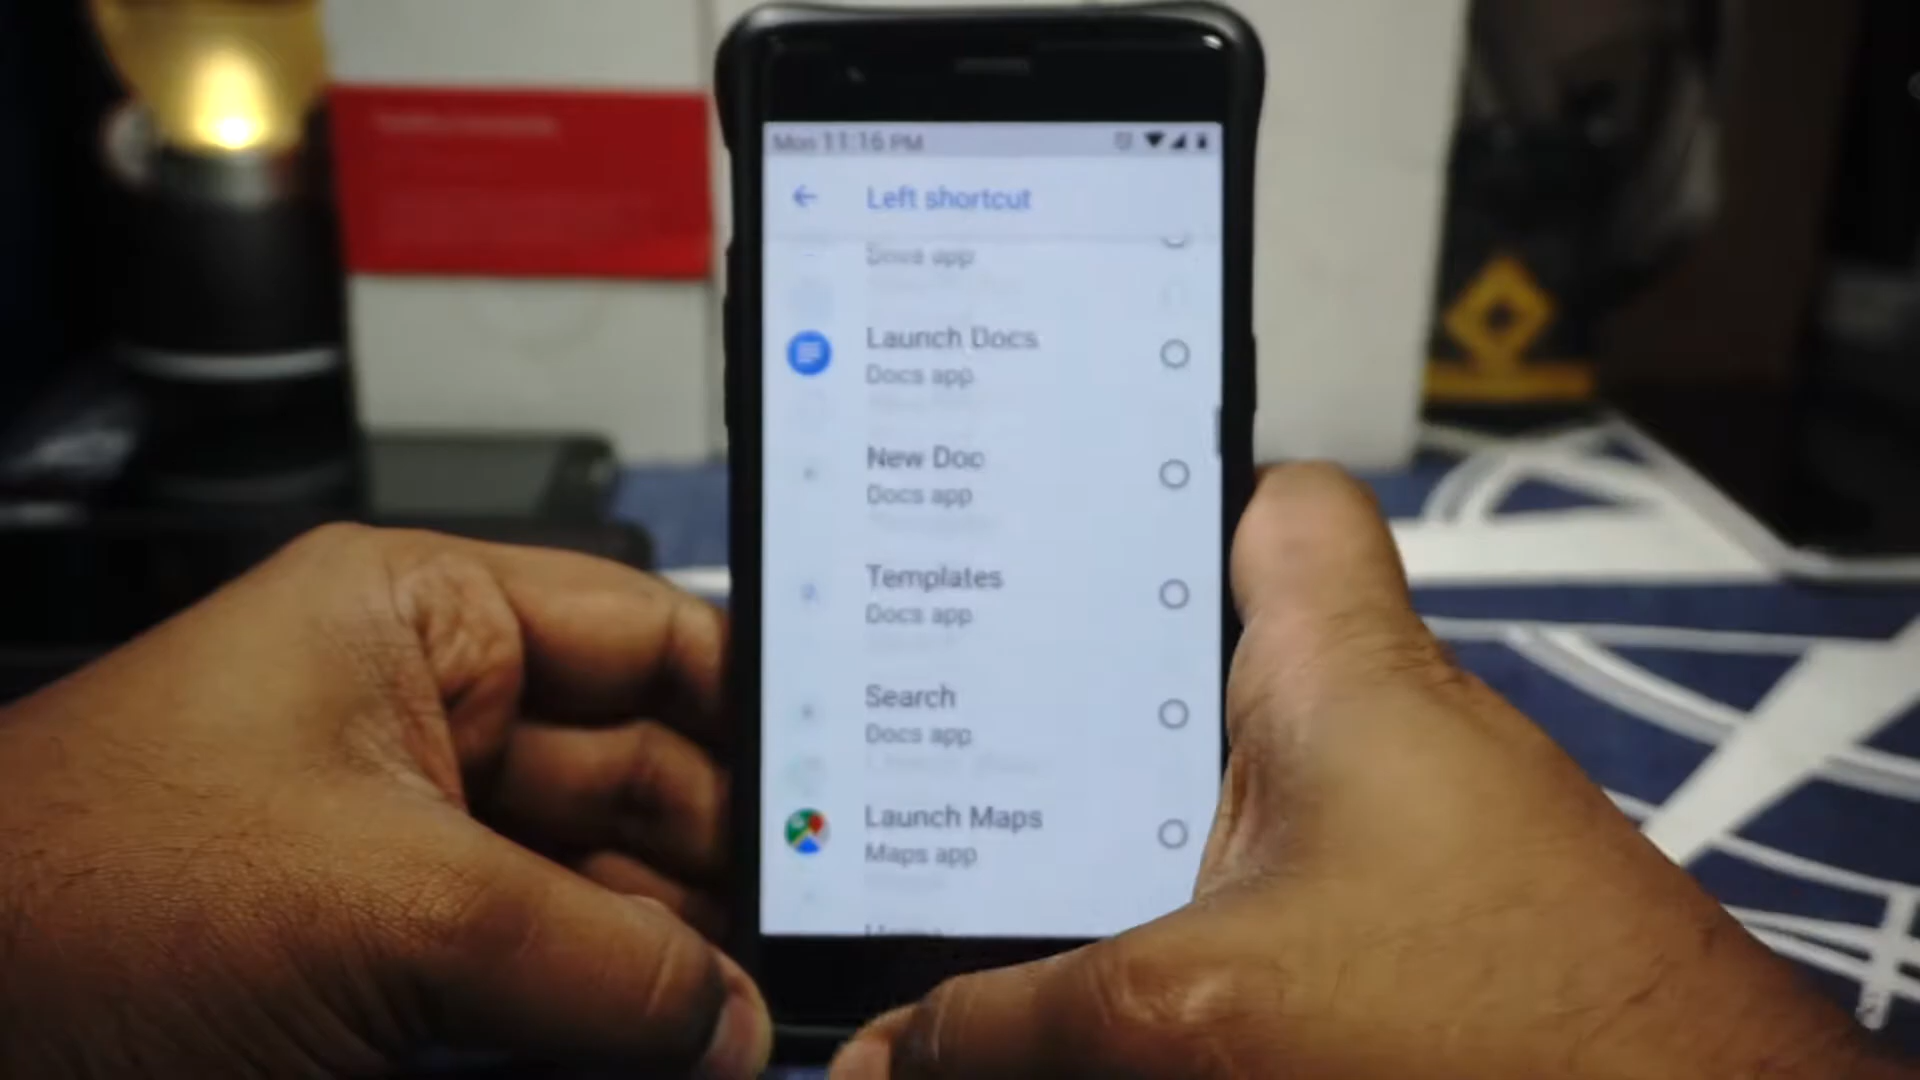 Mon 11:16 PM
Left shortcut
Docs app
Launch Docs
Docs app
New Doc
Docs app
Templates
Docs app
Search
Docs app
Launch Maps
Maps app